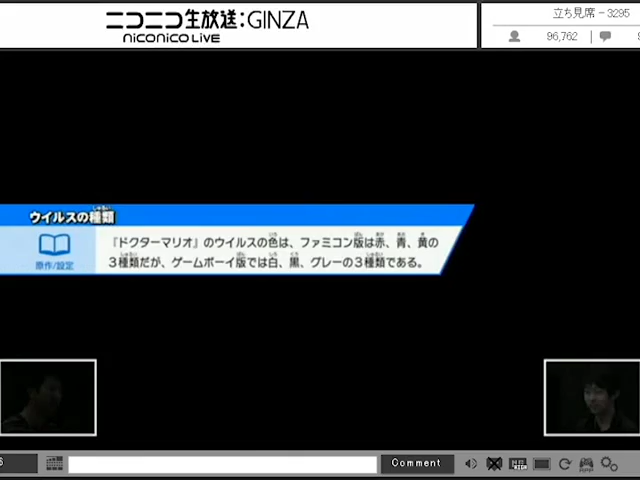 ニコニコ生放送:GINZA
niconico LIVE
立ち見席 - 3295
96,762
ウイルスの種類
原作/設定
『ドクターマリオ』のウイルスの色は、ファミコン版は赤、青、黄の
３種類だが、ゲームボーイ版では白、黒、グレーの３種類である。
6
Comment